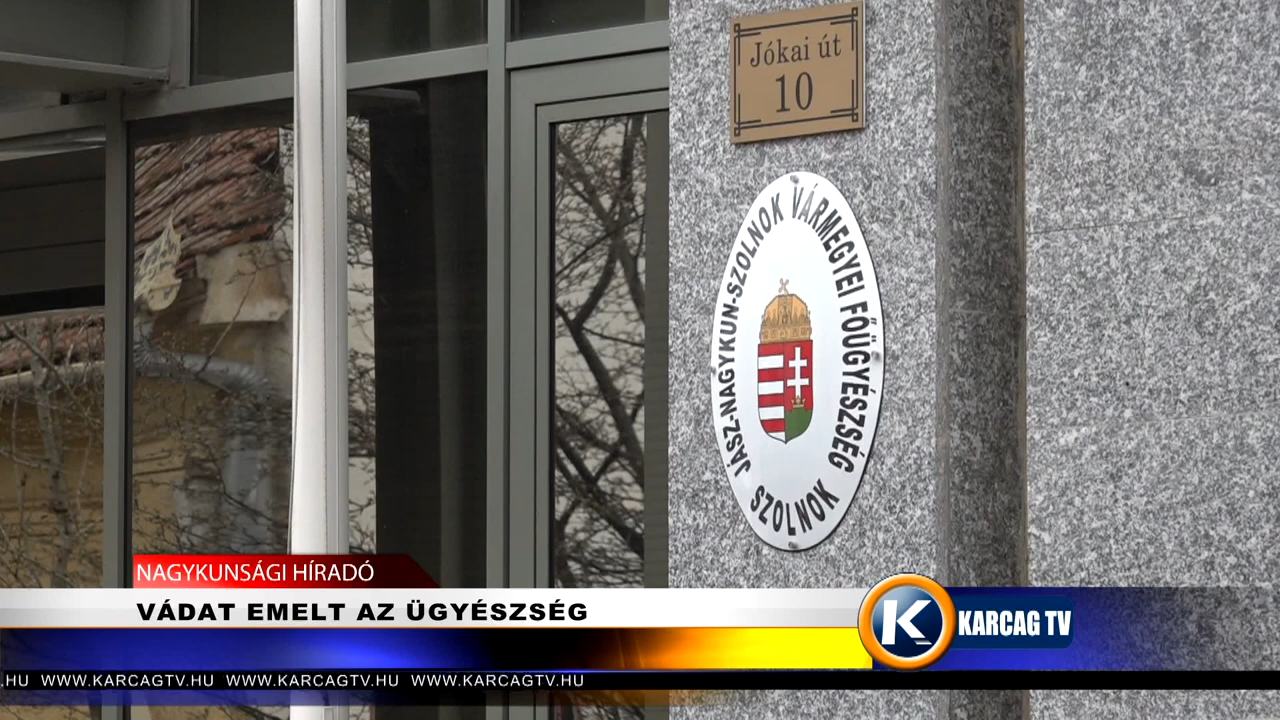 Jókai út
10
JÁSZ-NAGYKUN-SZOLNOK VÁRMEGYEI FŐÜGYÉSZSÉG
SZOLNOK
NAGYKUNSÁGI HÍRADÓ
VÁDAT EMELT AZ ÜGYÉSZSÉG
K KARCAG TV
.HU WWW.KARCAGTV.HU WWW.KARCAGTV.HU WWW.KARCAGTV.HU